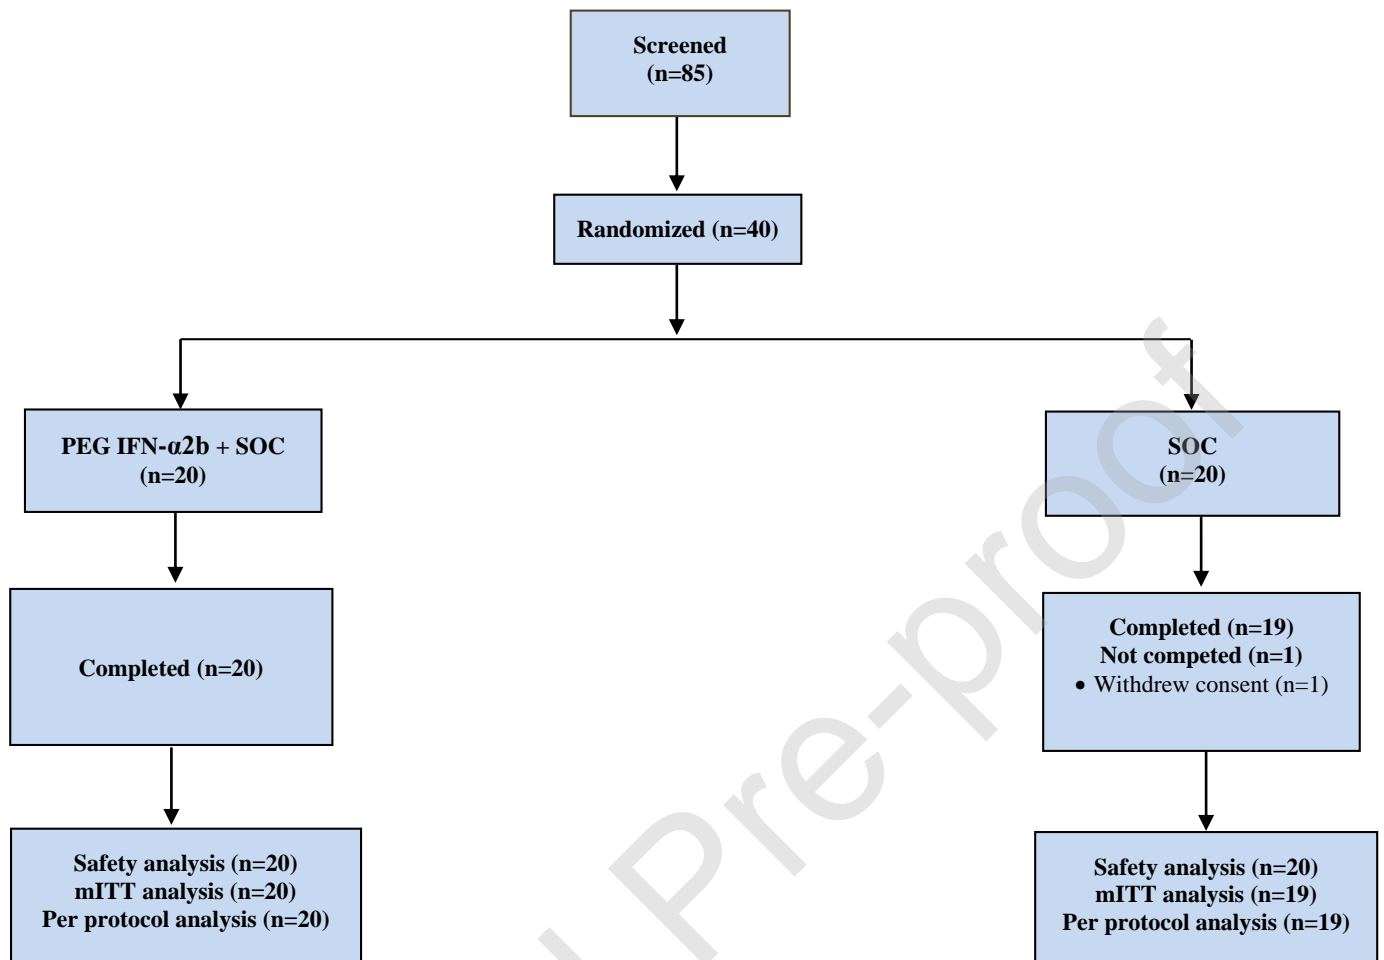 Screened
(n=85)
Randomized (n=40)
PEG IFN-α2b + SOC
(n=20)
SOC
(n=20)
Completed (n=20)
Completed (n=19)
Not competed (n=1)
• Withdrew consent (n=1)
Safety analysis (n=20)
mITT analysis (n=20)
Per protocol analysis (n=20)
Safety analysis (n=20)
mITT analysis (n=19)
Per protocol analysis (n=19)
Pre-proof